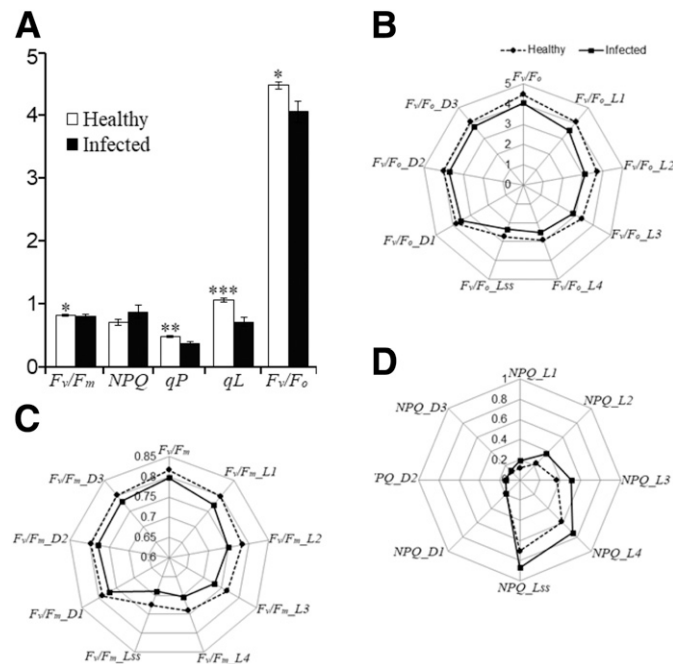 A
5
4
3
2
1
0
Healthy
Infected
*
*
**
***
*
Fv/Fm
NPQ
qP
qL
Fv/Fo
B
Healthy Infected
Fv/Fo
Fv/Fo_L1
Fv/Fo_L2
Fv/Fo_L3
Fv/Fo_L4
Fv/Fo_Lss
Fv/Fo_D1
Fv/Fo_D2
Fv/Fo_D3
5
4
3
2
1
0
C
Fv/Fm
Fv/Fm_L1
Fv/Fm_L2
Fv/Fm_L3
Fv/Fm_L4
Fv/Fm_Lss
Fv/Fm_D1
Fv/Fm_D2
Fv/Fm_D3
0.85
0.8
0.75
0.7
0.65
0.6
D
NPQ_L1
NPQ_L2
NPQ_L3
NPQ_L4
NPQ_Lss
NPQ_D1
PQ_D2
NPQ_D3
1
0.8
0.6
0.4
0.2
0